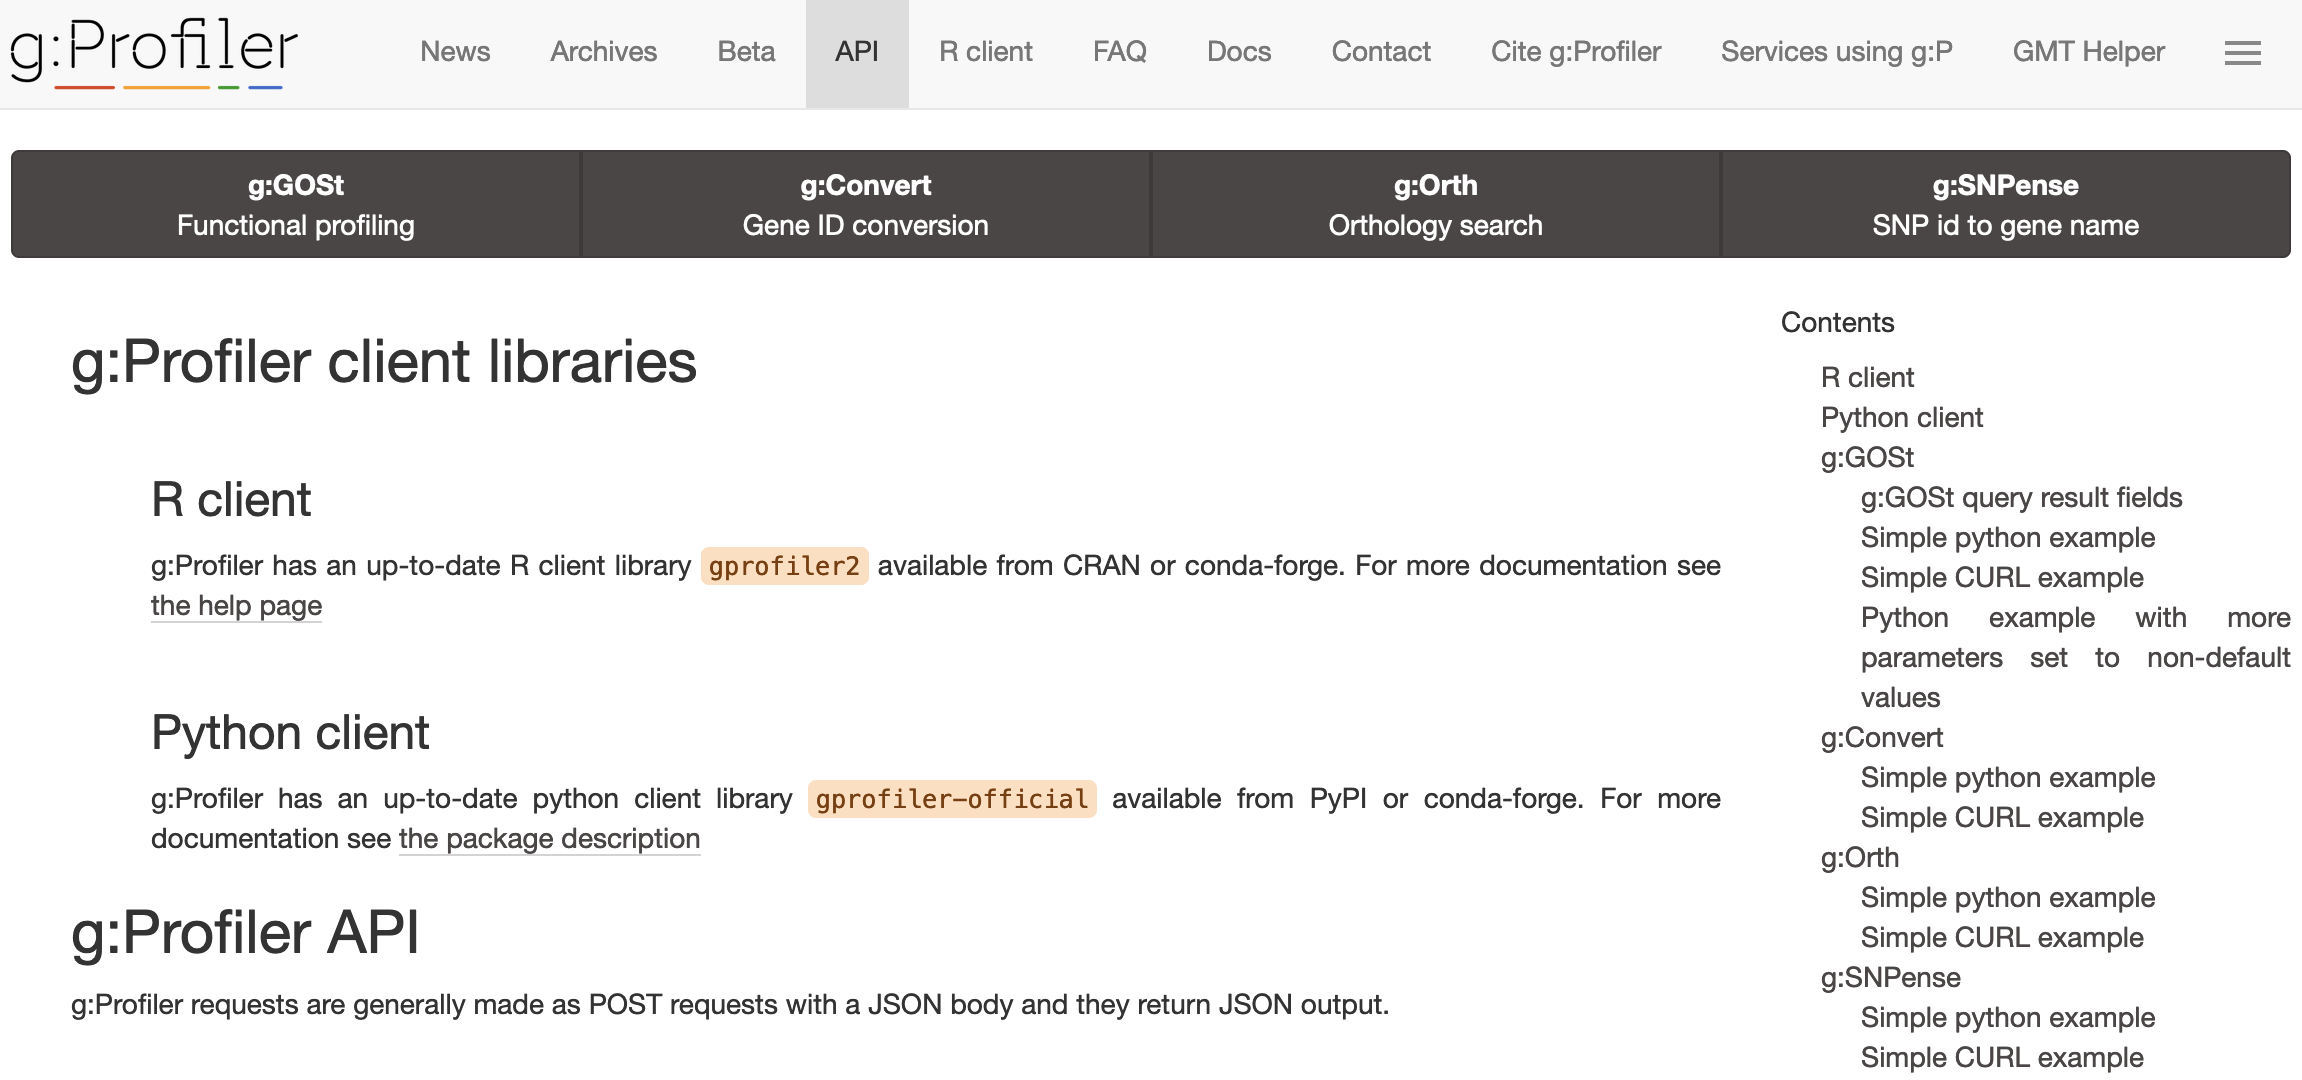 g:Profiler
News Archives Beta API R client FAQ Docs Contact Cite g:Profiler Services using g:P GMT Helper
g:GOSt
Functional profiling
g:Convert
Gene ID conversion
g:Orth
Orthology search
g:SNPense
SNP id to gene name
g:Profiler client libraries
R client
g:Profiler has an up-to-date R client library gprofiler2 available from CRAN or conda-forge. For more documentation see
the help page
Python client
g:Profiler has an up-to-date python client library gprofiler-official available from PyPI or conda-forge. For more
documentation see the package description
g:Profiler API
g:Profiler requests are generally made as POST requests with a JSON body and they return JSON output.
Contents
R client
Python client
g:GOSt
g:GOSt query result fields
Simple python example
Simple CURL example
Python example with more
parameters set to non-default
values
g:Convert
Simple python example
Simple CURL example
g:Orth
Simple python example
Simple CURL example
g:SNPense
Simple python example
Simple CURL example